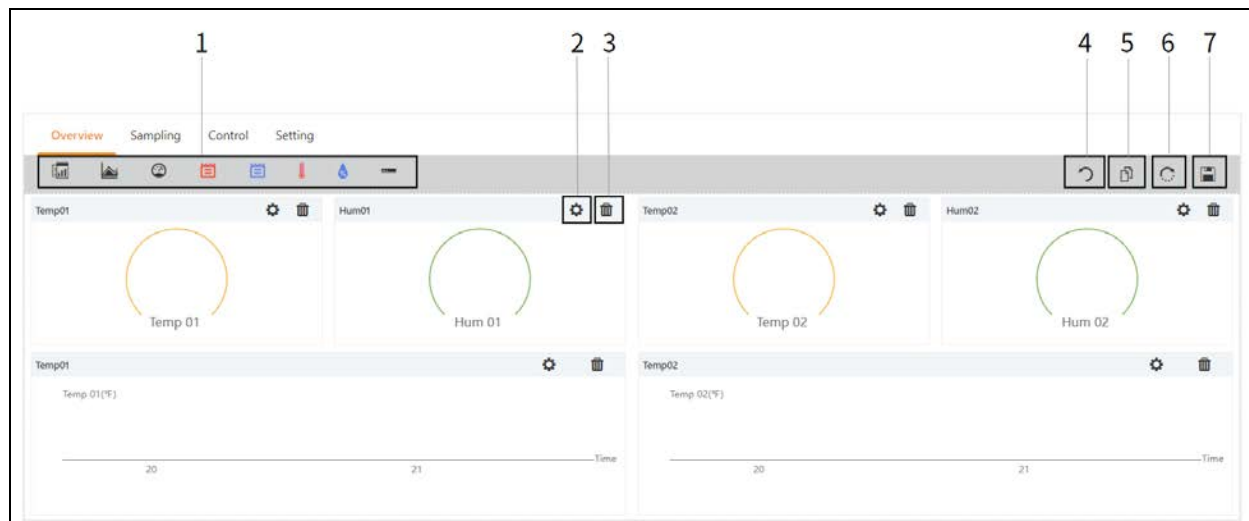 1 2 3 4 5 6 7
Overview Sampling Control Setting
Temp01 Hum01 Temp02 Hum02
Temp 01 Hum 01 Temp 02 Hum 02
Temp01 Temp02
Temp 01(°F) Temp 02(°F)
Time Time
20 21 20 21